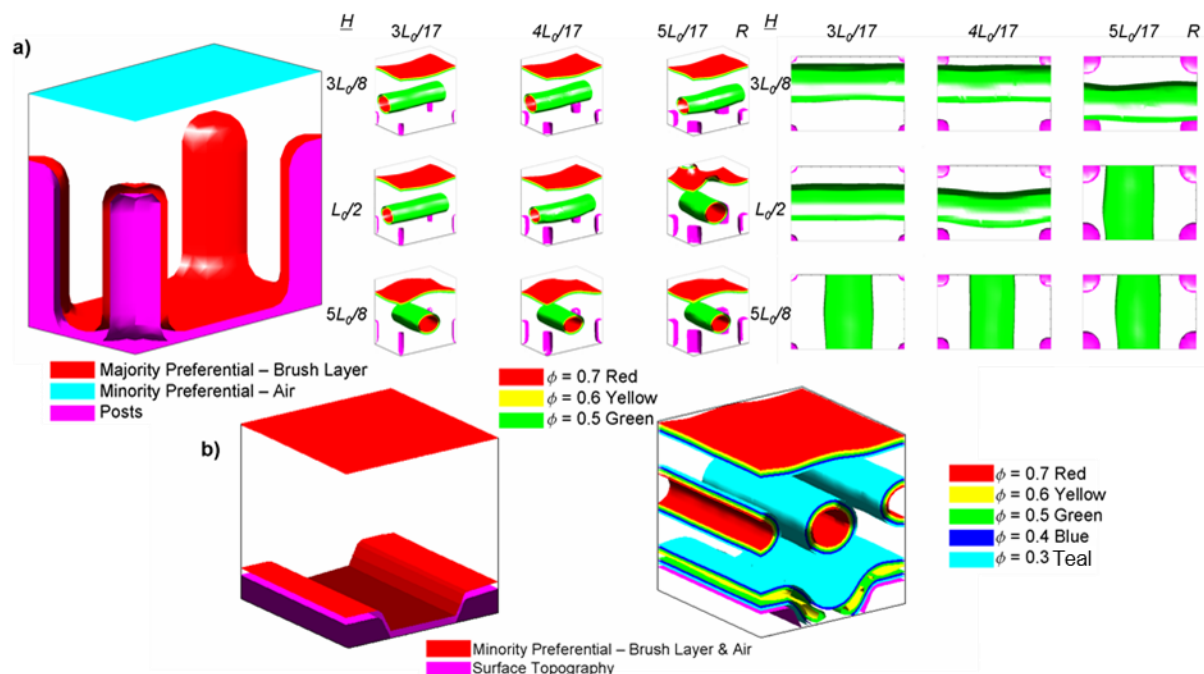 a)
H 3L₀/17 4L₀/17 5L₀/17 R
3L₀/8
L₀/2
5L₀/8
H 3L₀/17 4L₀/17 5L₀/17 R
3L₀/8
L₀/2
5L₀/8
Majority Preferential – Brush Layer
Minority Preferential – Air
Posts
ϕ = 0.7 Red
ϕ = 0.6 Yellow
ϕ = 0.5 Green
b)
ϕ = 0.7 Red
ϕ = 0.6 Yellow
ϕ = 0.5 Green
ϕ = 0.4 Blue
ϕ = 0.3 Teal
Minority Preferential – Brush Layer & Air
Surface Topography